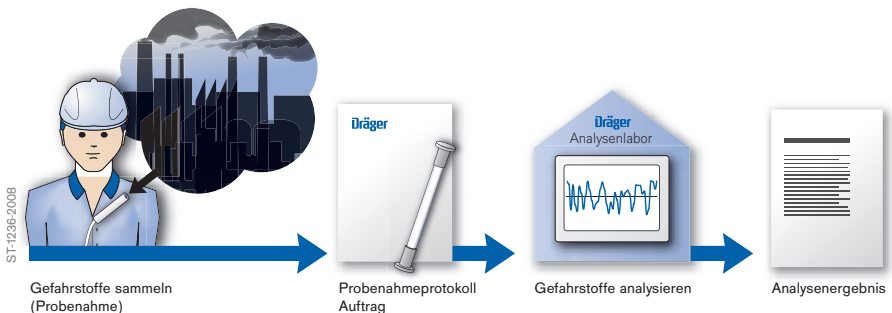 ST-1236-2008
Dräger
Dräger
Analysenlabor
Gefahrstoffe sammeln
(Probenahme)
Probenahmeprotokoll
Auftrag
Gefahrstoffe analysieren
Analysenergebnis